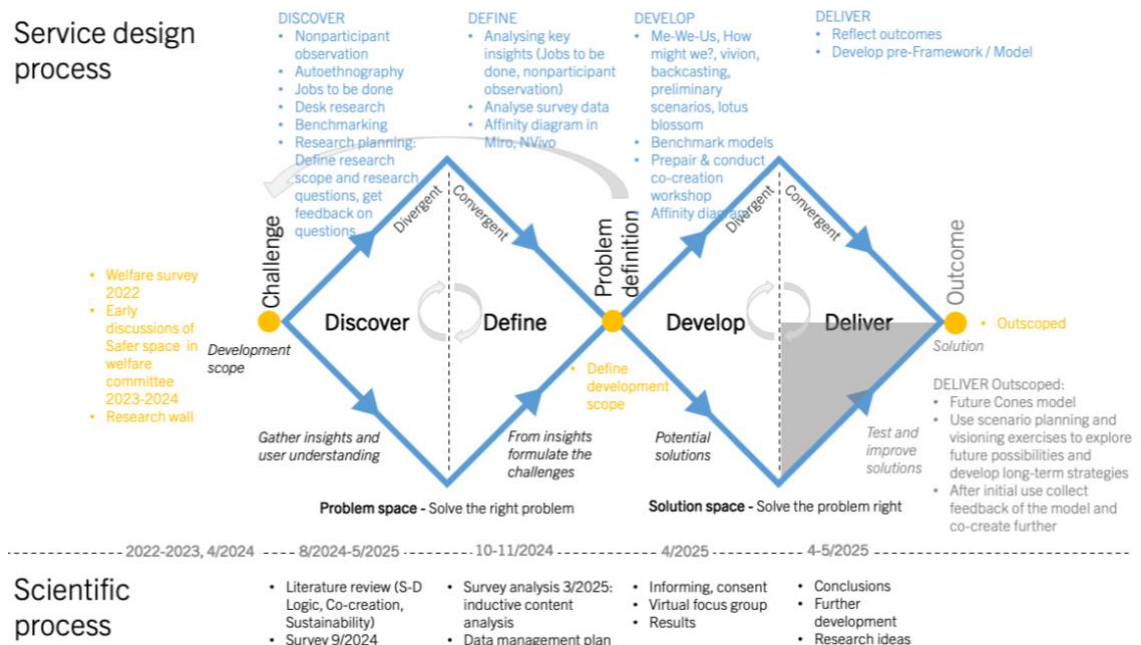 Service design
process
DISCOVER
• Nonparticipant
observation
• Autoethnography
• Jobs to be done
• Desk research
• Benchmarking
• Research planning:
Define research
scope and research
questions, get
feedback on
questions
DEFINE
• Analysing key
insights (Jobs to be
done, nonparticipant
observation)
• Analyse survey data
• Affinity diagram in
Miro, NVivo
DEVELOP
• Me-We-Us, How
might we?, vivion,
backcasting,
preliminary
scenarios, lotus
blossom
• Benchmark models
• Prepair & conduct
co-creation
workshop
• Affinity diagram
DELIVER
• Reflect outcomes
• Develop pre-Framework / Model
• Welfare survey
2022
• Early
discussions of
Safer space in
welfare
committee
2023-2024
• Research wall
Challenge
Development
scope
Divergent
Convergent
Discover
Define
Gather insights and
user understanding
From insights
formulate the
challenges
Problem space - Solve the right problem
Problem
definition
• Define
development
scope
Divergent
Convergent
Develop
Deliver
Potential
solutions
Test and
improve
solutions
Solution space - Solve the problem right
Outcome
• Outscoped
Solution
DELIVER Outscoped:
• Future Cones model
• Use scenario planning and
visioning exercises to explore
future possibilities and
develop long-term strategies
• After initial use collect
feedback of the model and
co-create further
2022-2023, 4/2024
8/2024-5/2025
10-11/2024
4/2025
4-5/2025
Scientific
process
• Literature review (S-D
Logic, Co-creation,
Sustainability)
• Survey 9/2024
• Survey analysis 3/2025:
inductive content
analysis
• Data management plan
• Informing, consent
• Virtual focus group
• Results
• Conclusions
• Further
development
• Research ideas